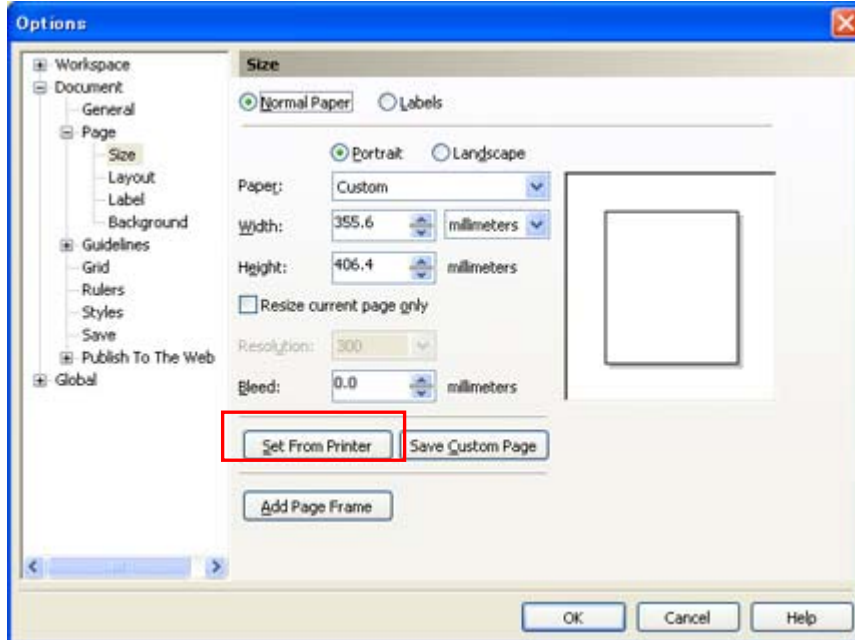 Options
Workspace
Document
General
Page
Size
Layout
Label
Background
Guidelines
Grid
Rulers
Styles
Save
Publish To The Web
Global
Size
Normal Paper Labels
Portrait Landscape
Paper: Custom
Width: 355.6 millimeters
Height: 406.4 millimeters
Resize current page only
Resolution: 300
Bleed: 0.0 millimeters
Set From Printer Save Custom Page
Add Page Frame
OK Cancel Help